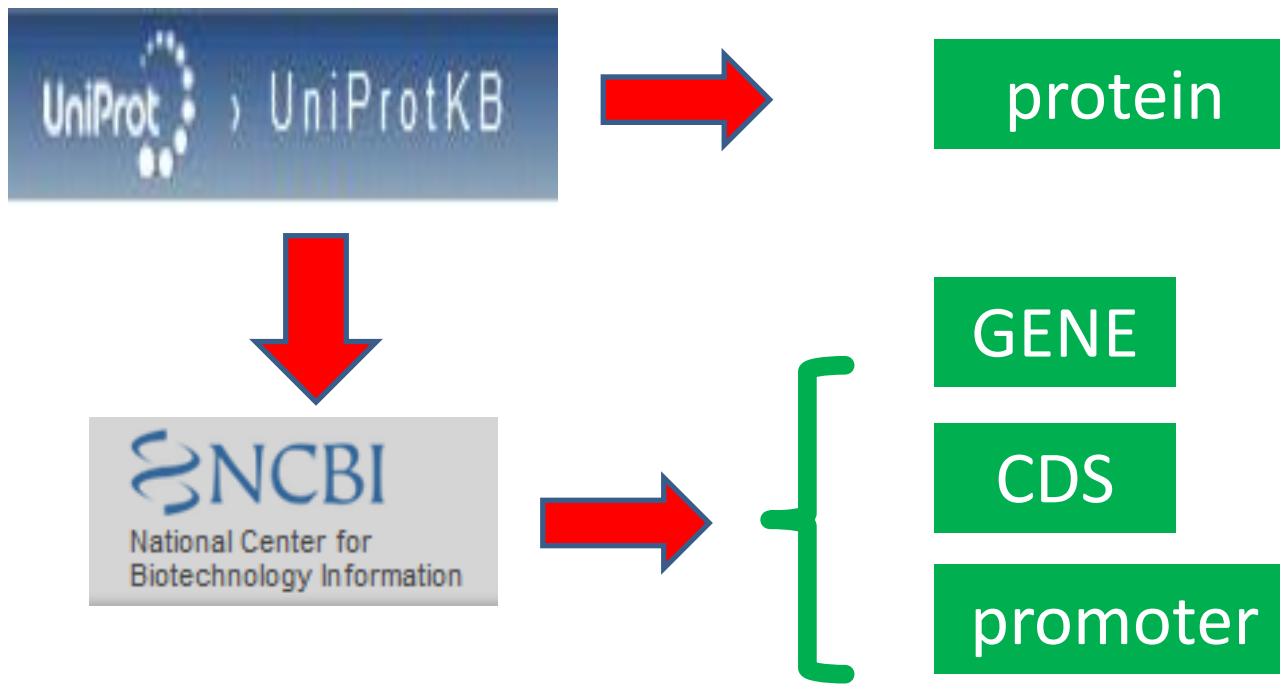 UniProt › UniProtKB
protein
GENE
NCBI
National Center for
Biotechnology Information
CDS
promoter